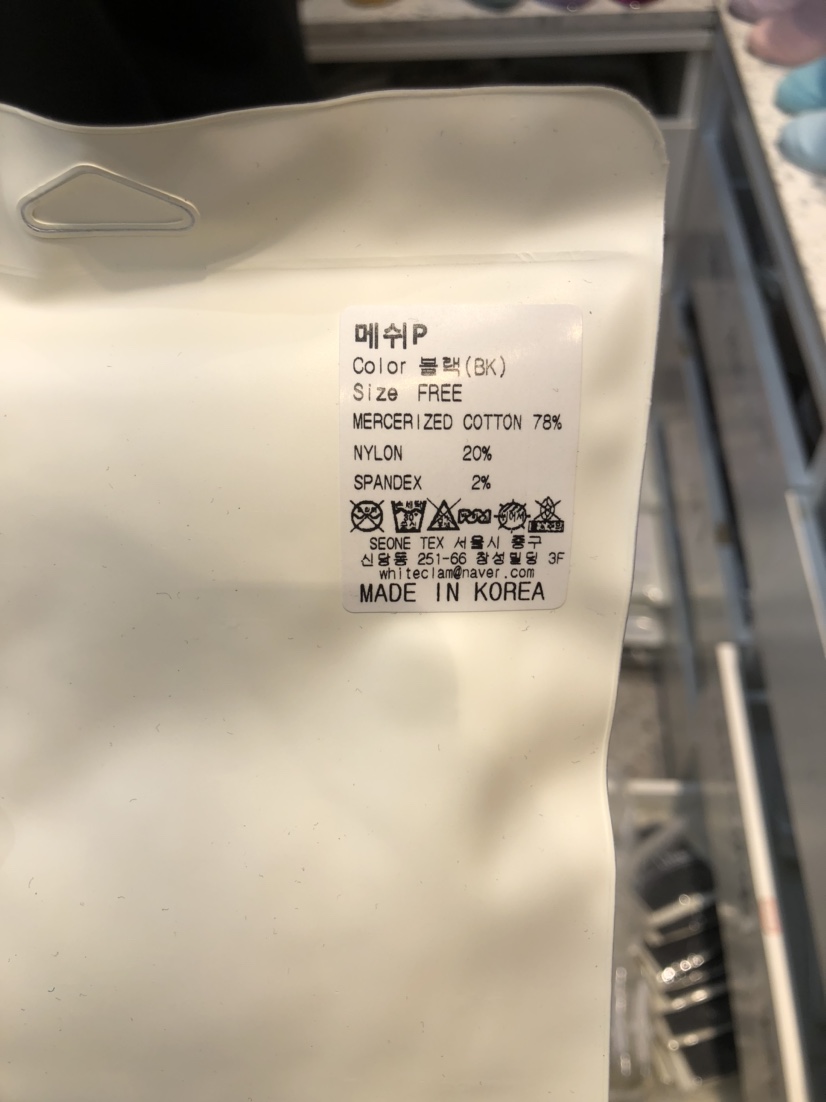 메쉬P
Color 블랙(BK)
Size FREE
MERCERIZED COTTON 78%
NYLON 20%
SPANDEX 2%
SEONE TEX 서울시 중구
신당동 251-66 창성빌딩 3F
whiteclam@naver.com
MADE IN KOREA